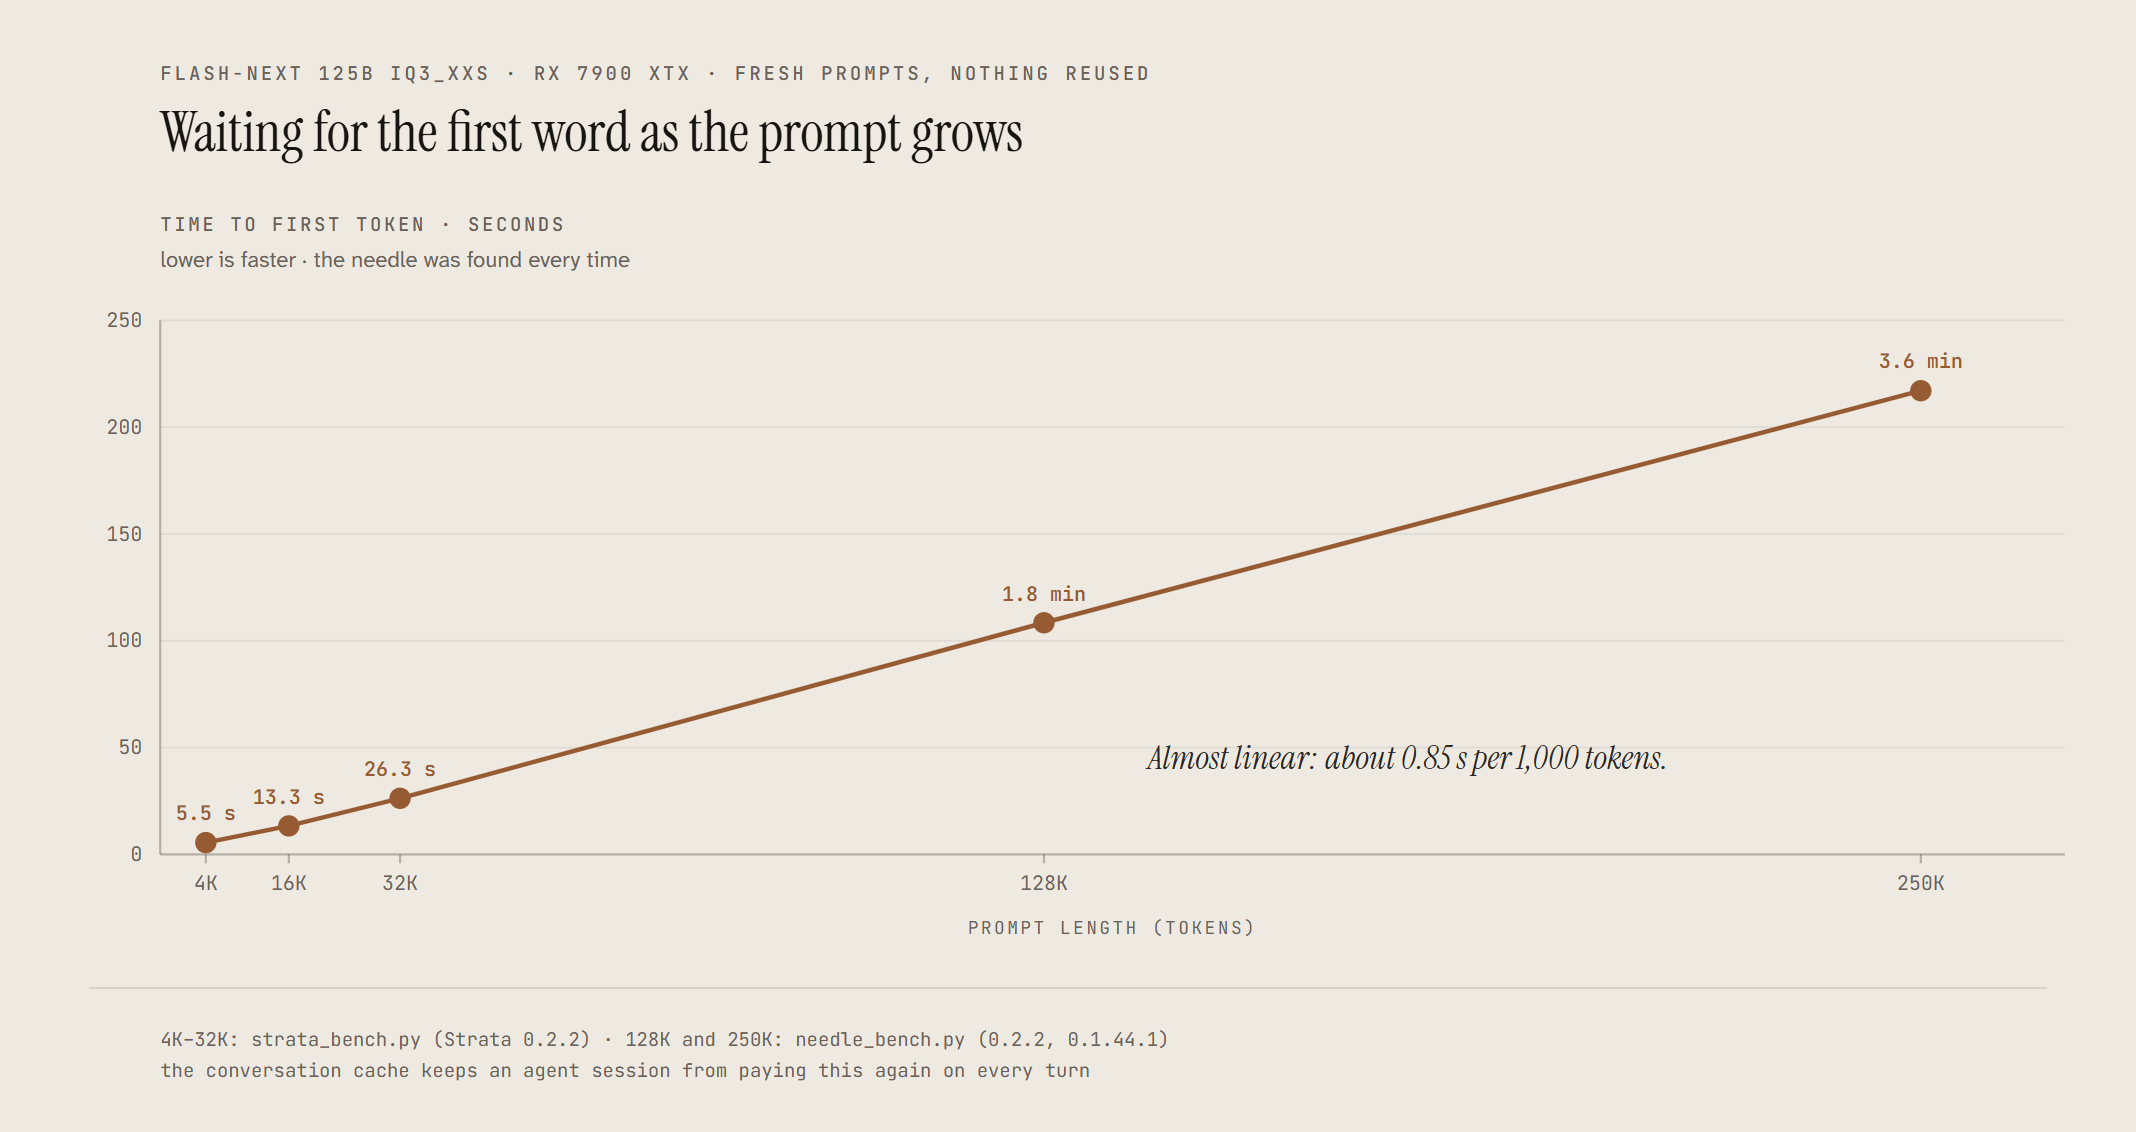 FLASH-NEXT 125B IQ3_XXS · RX 7900 XTX · FRESH PROMPTS, NOTHING REUSED
Waiting for the first word as the prompt grows
TIME TO FIRST TOKEN · SECONDS
lower is faster · the needle was found every time
250
3.6 min
200
150
1.8 min
100
50
Almost linear: about 0.85 s per 1,000 tokens.
26.3 s
13.3 s
5.5 s
0
4K 16K 32K 128K 250K
PROMPT LENGTH (TOKENS)
4K–32K: strata_bench.py (Strata 0.2.2) · 128K and 250K: needle_bench.py (0.2.2, 0.1.44.1)
the conversation cache keeps an agent session from paying this again on every turn